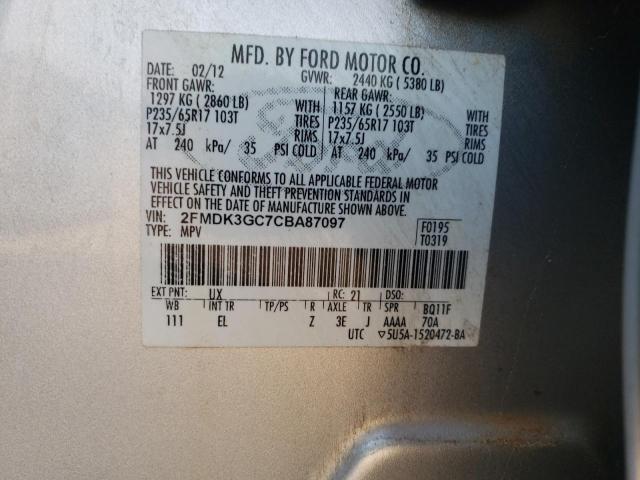 MFD. BY FORD MOTOR CO.
DATE: 02/12 GVWR: 2440 KG ( 5380 LB)
FRONT GAWR: REAR GAWR:
1297 KG ( 2860 LB) 1157 KG ( 2550 LB)
P235/65R17 103T WITH TIRES P235/65R17 103T WITH TIRES
17x7.5J RIMS 17x7.5J RIMS
AT 240 kPa/ 35 PSI COLD AT 240 kPa/ 35 PSI COLD
THIS VEHICLE CONFORMS TO ALL APPLICABLE FEDERAL MOTOR
VEHICLE SAFETY AND THEFT PREVENTION STANDARDS IN
EFFECT ON THE DATE OF MANUFACTURE SHOWN ABOVE.
VIN: 2FMDK3GC7CBA87097 F0195
TYPE: MPV T0319
EXT PNT: UX RC: 21 DSO:
WB INT TR TP/PS R AXLE TR SPR BQ11F
111 EL Z 3E J AAAA 70A
UTC ▽5U5A-1520472-BA
Ford